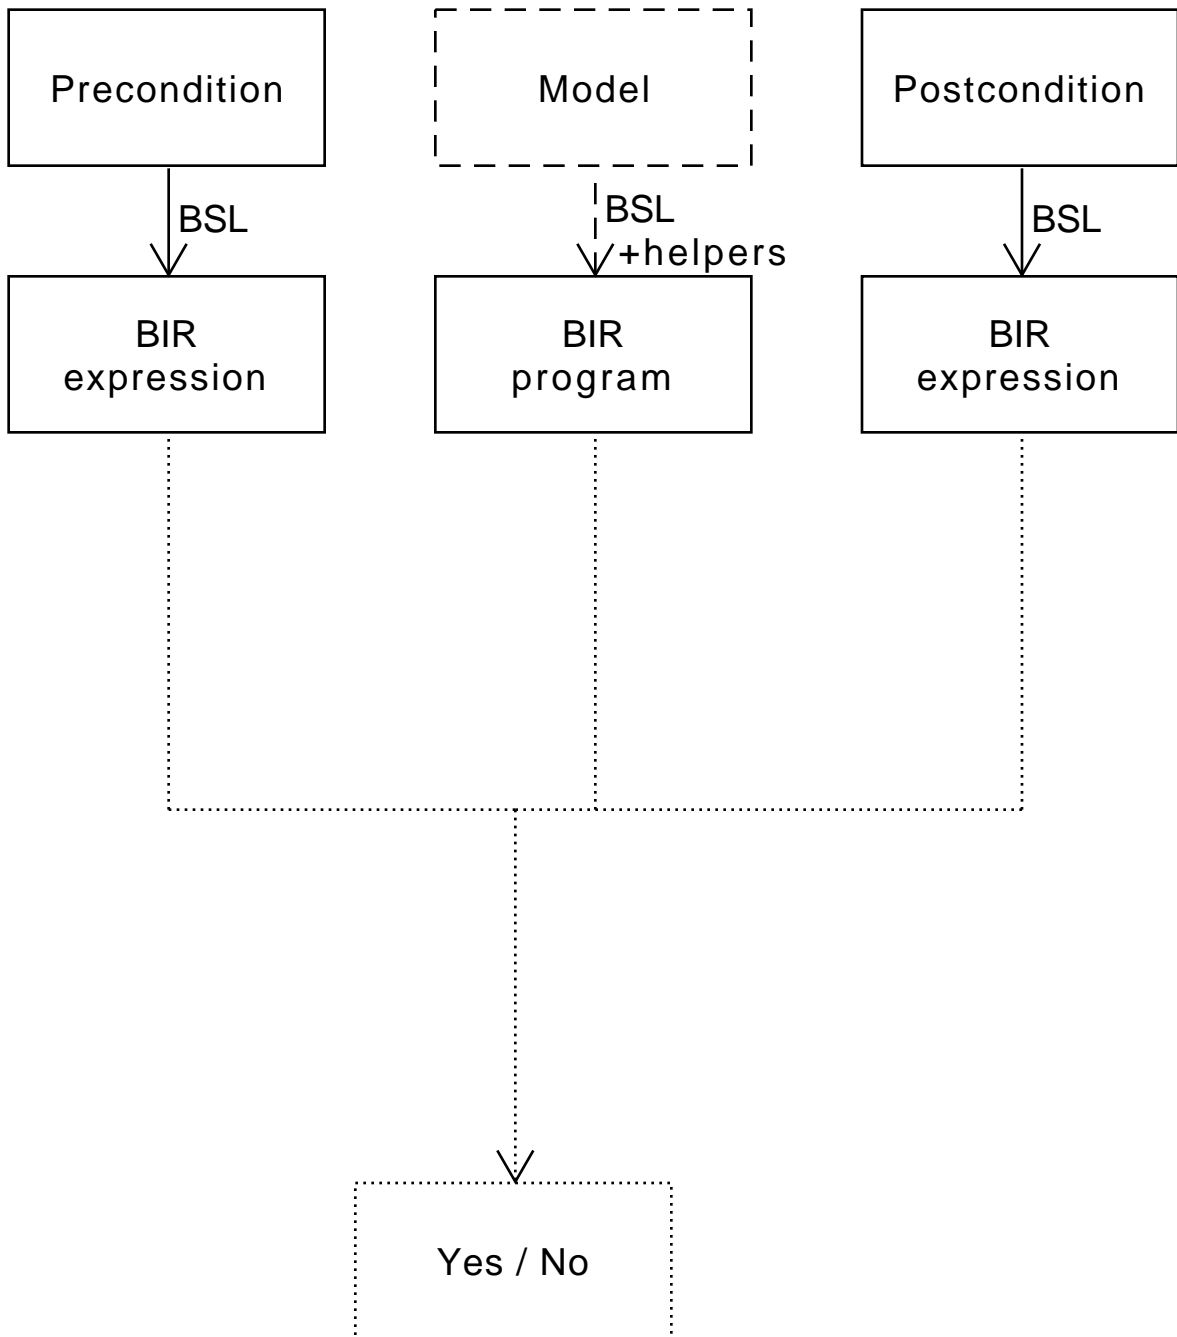 Precondition
Model
Postcondition
BSL
BSL
+helpers
BSL
BIR
expression
BIR
program
BIR
expression
Yes / No